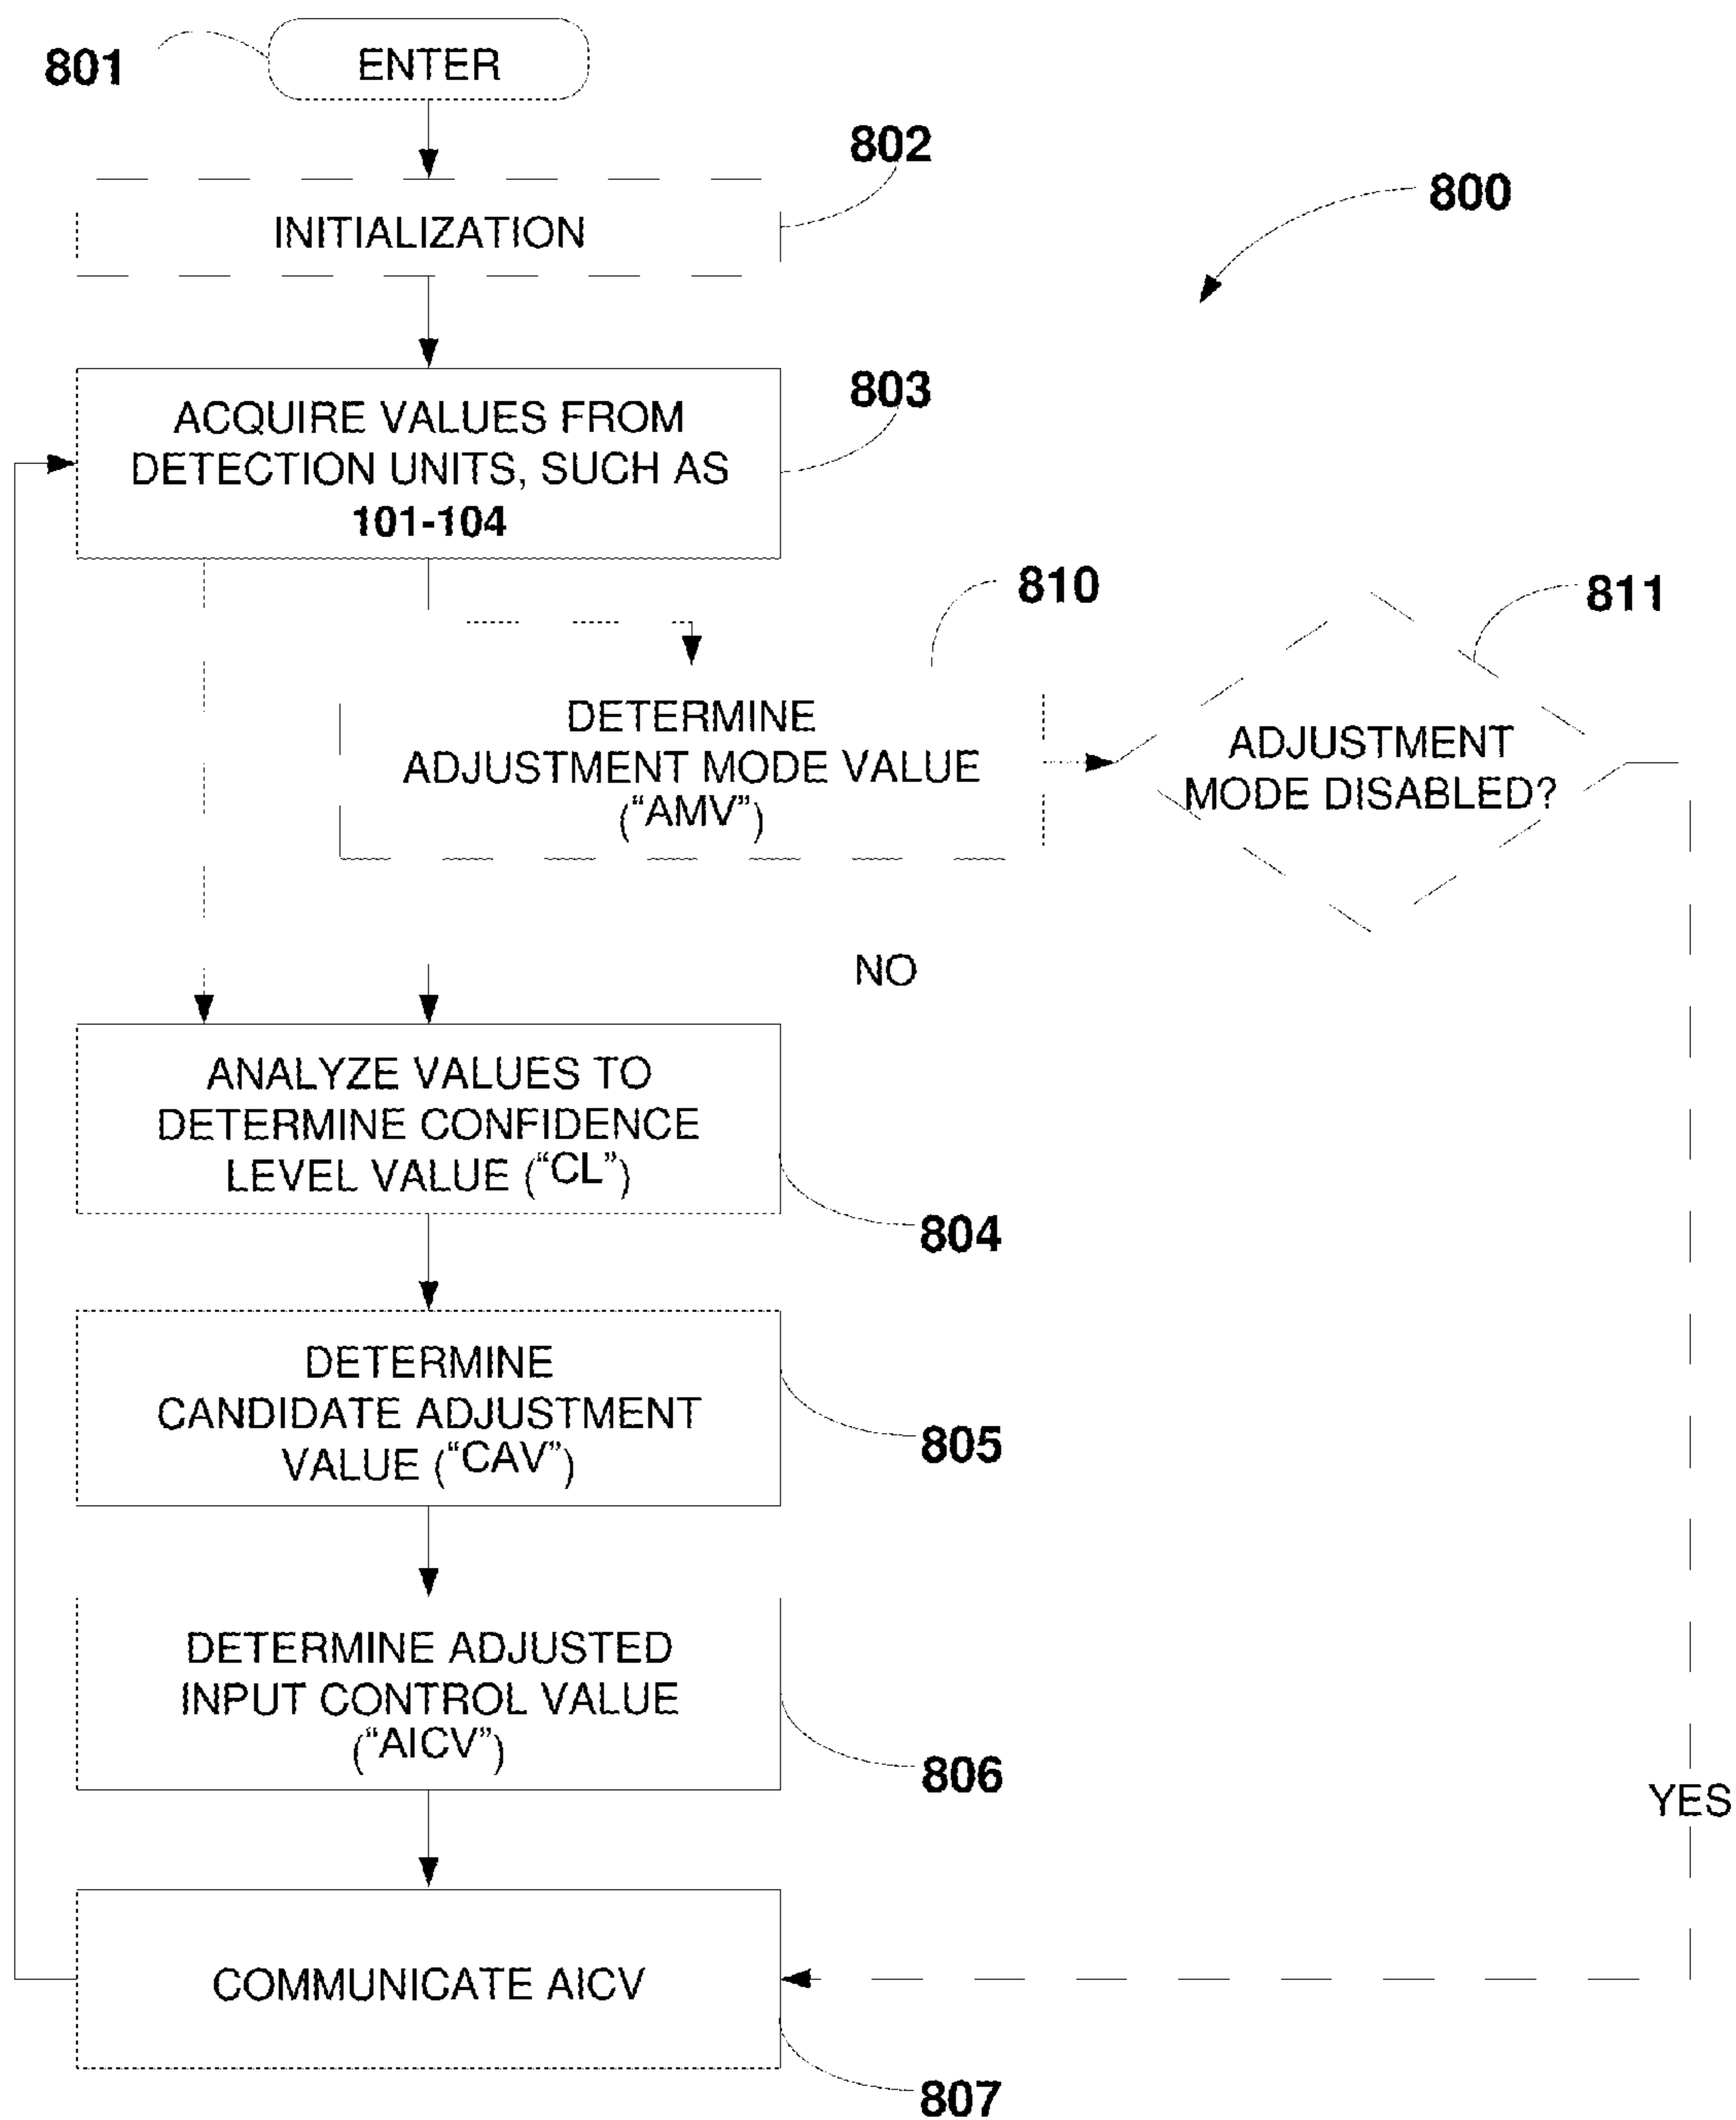 801
ENTER
802
800
INITIALIZATION
803
ACQUIRE VALUES FROM
DETECTION UNITS, SUCH AS
101-104
810
811
DETERMINE
ADJUSTMENT MODE VALUE
("AMV")
ADJUSTMENT
MODE DISABLED?
NO
ANALYZE VALUES TO
DETERMINE CONFIDENCE
LEVEL VALUE ("CL")
804
DETERMINE
CANDIDATE ADJUSTMENT
VALUE ("CAV")
805
DETERMINE ADJUSTED
INPUT CONTROL VALUE
("AICV")
806
YES
COMMUNICATE AICV
807